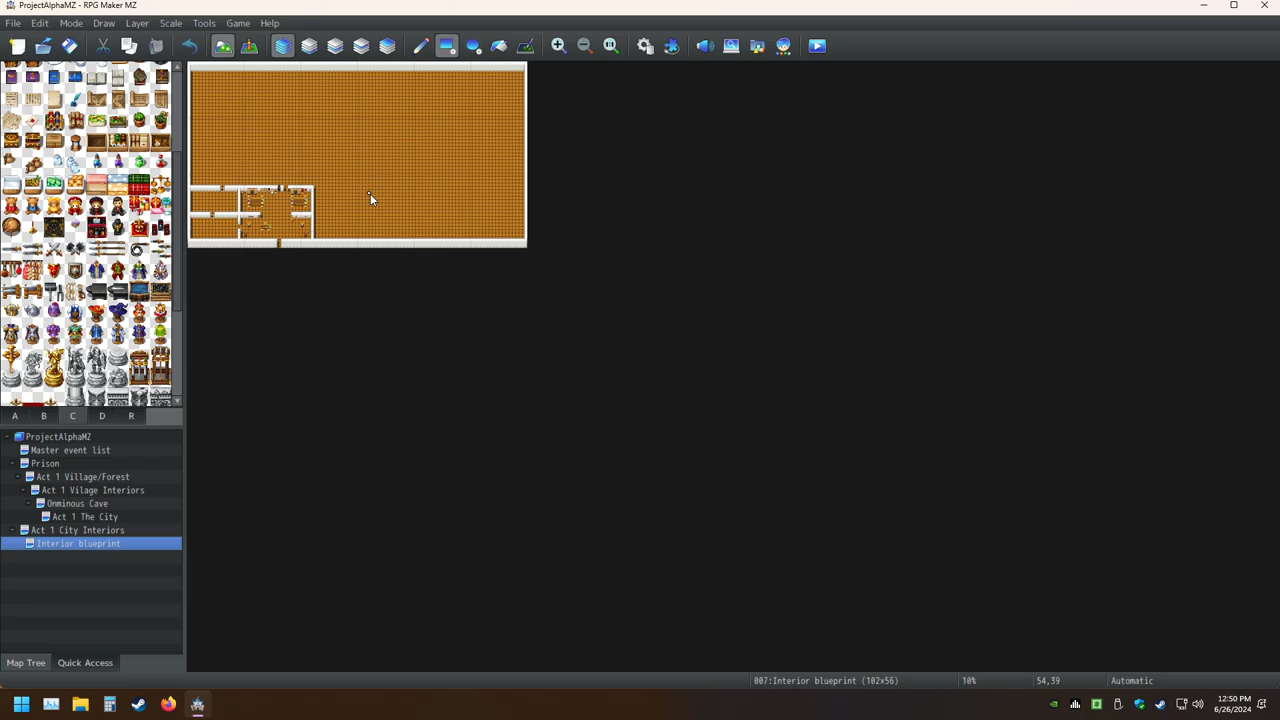 ProjectAlphaMZ - RPG Maker MZ
File Edit Mode Draw Layer Scale Tools Game Help
A B C D R
ProjectAlphaMZ
Master event list
Prison
Act 1 Village/Forest
Act 1 Vilage Interiors
Onminous Cave
Act 1 The City
Act 1 City Interiors
Interior blueprint
Map Tree Quick Access
007:Interior blueprint (102x56) 10% 54,39 Automatic
12:50 PM
6/26/2024